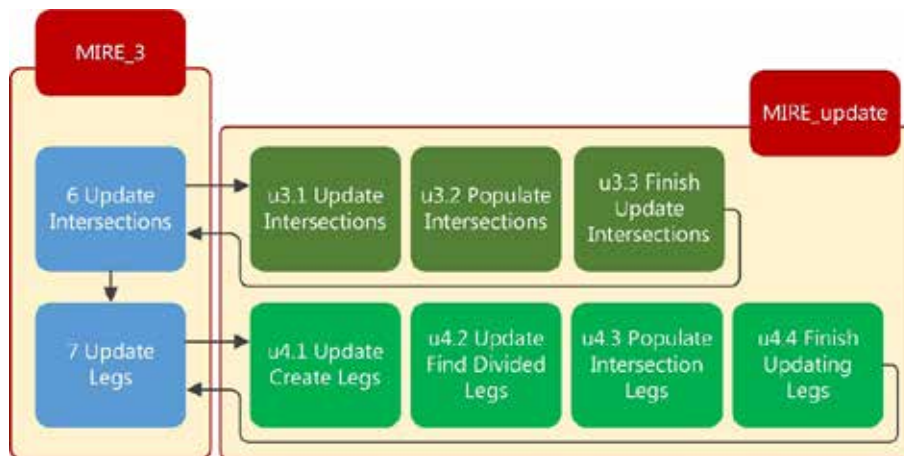 MIRE_3
MIRE_update
6 Update
Intersections
u3.1 Update
Intersections
u3.2 Populate
Intersections
u3.3 Finish
Update
Intersections
7 Update
Legs
u4.1 Update
Create Legs
u4.2 Update
Find Divided
Legs
u4.3 Populate
Intersection
Legs
u4.4 Finish
Updating
Legs